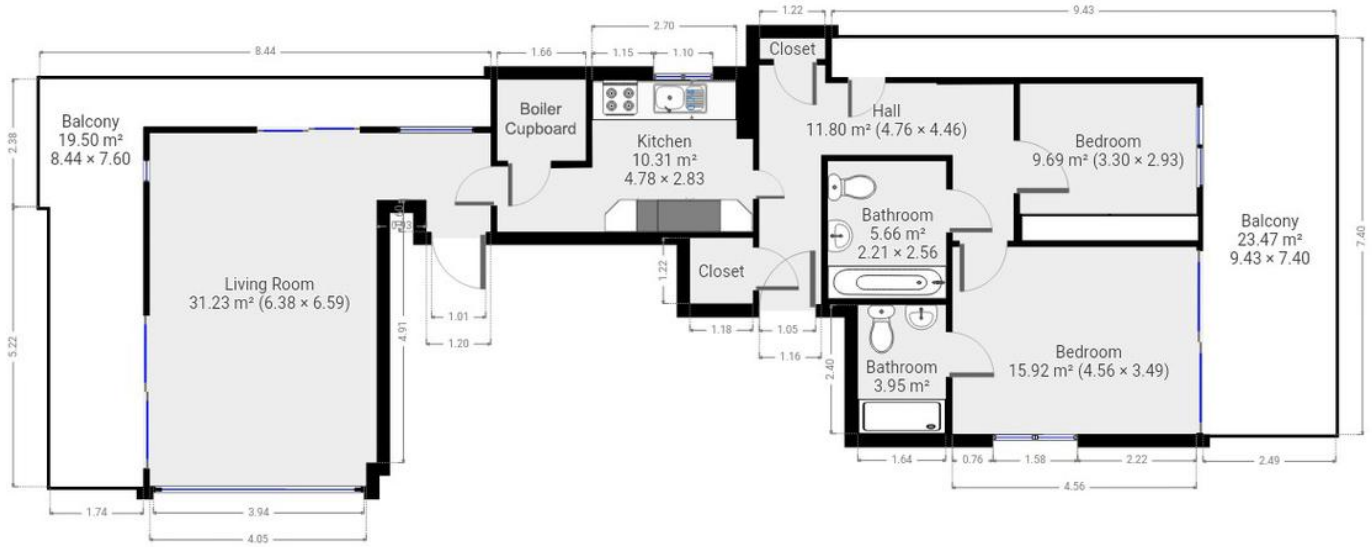 1.22
9.43
2.70
8.44
1.66
1.15
1.10
Closet
Balcony
19.50 m²
8.44 × 7.60
2.38
Boiler
Cupboard
Kitchen
10.31 m²
4.78 × 2.83
Hall
11.80 m² (4.76 × 4.46)
Bedroom
9.69 m² (3.30 × 2.93)
Bathroom
5.66 m²
2.21 × 2.56
Balcony
23.47 m²
9.43 × 7.40
7.40
Living Room
31.23 m² (6.38 × 6.59)
Closet
1.22
5.22
4.91
1.01
1.20
1.18
1.05
1.16
2.40
Bathroom
3.95 m²
Bedroom
15.92 m² (4.56 × 3.49)
1.64
0.76
1.58
2.22
2.49
4.56
1.74
3.94
4.05